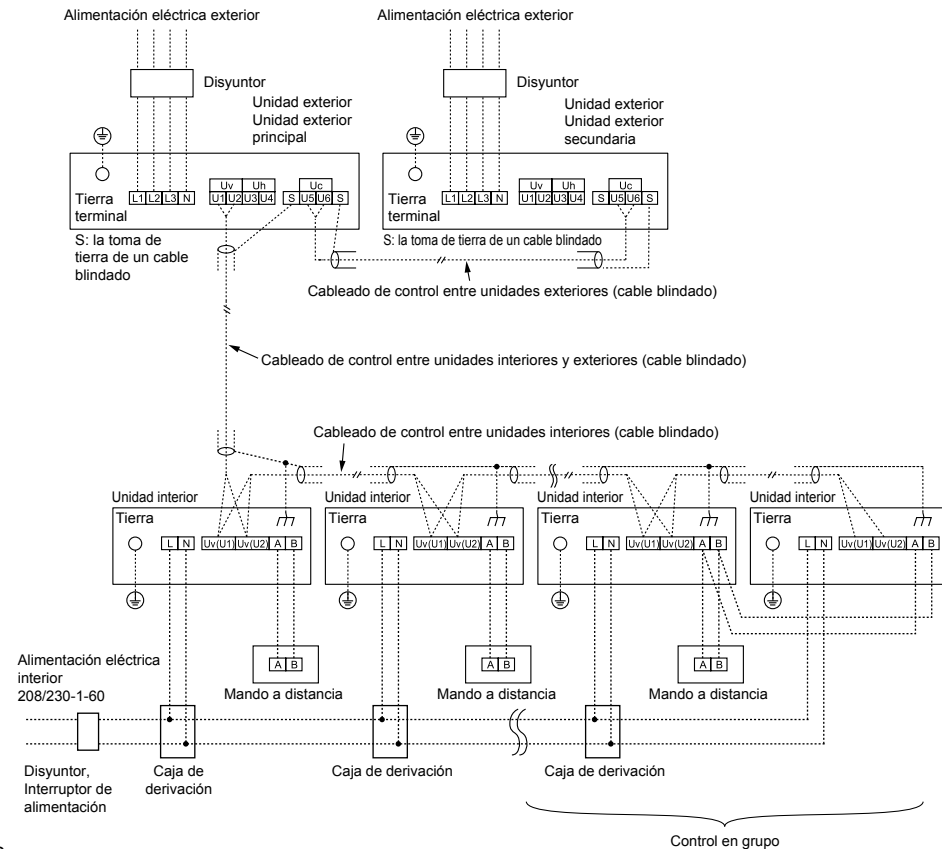 Alimentación eléctrica exterior
Alimentación eléctrica exterior
Disyuntor
Disyuntor
Unidad exterior
Unidad exterior
principal
Unidad exterior
Unidad exterior
secundaria
Tierra
terminal
L1 L2 L3 N
Uv Uh
U1 U2 U3 U4
Uc
S U5 U6 S
Tierra
terminal
L1 L2 L3 N
Uv Uh
U1 U2 U3 U4
Uc
S U5 U6 S
S: la toma de
tierra de un cable
blindado
S: la toma de tierra de un cable blindado
Cableado de control entre unidades exteriores (cable blindado)
Cableado de control entre unidades interiores y exteriores (cable blindado)
Cableado de control entre unidades interiores (cable blindado)
Unidad interior
Unidad interior
Unidad interior
Unidad interior
Tierra
Tierra
Tierra
Tierra
L N Uv(U1) Uv(U2) A B
L N Uv(U1) Uv(U2) A B
L N Uv(U1) Uv(U2) A B
L N Uv(U1) Uv(U2) A B
A B
A B
A B
Mando a distancia
Mando a distancia
Mando a distancia
Alimentación eléctrica
interior
208/230-1-60
Disyuntor,
Interruptor de
alimentación
Caja de
derivación
Caja de derivación
Caja de derivación
Control en grupo